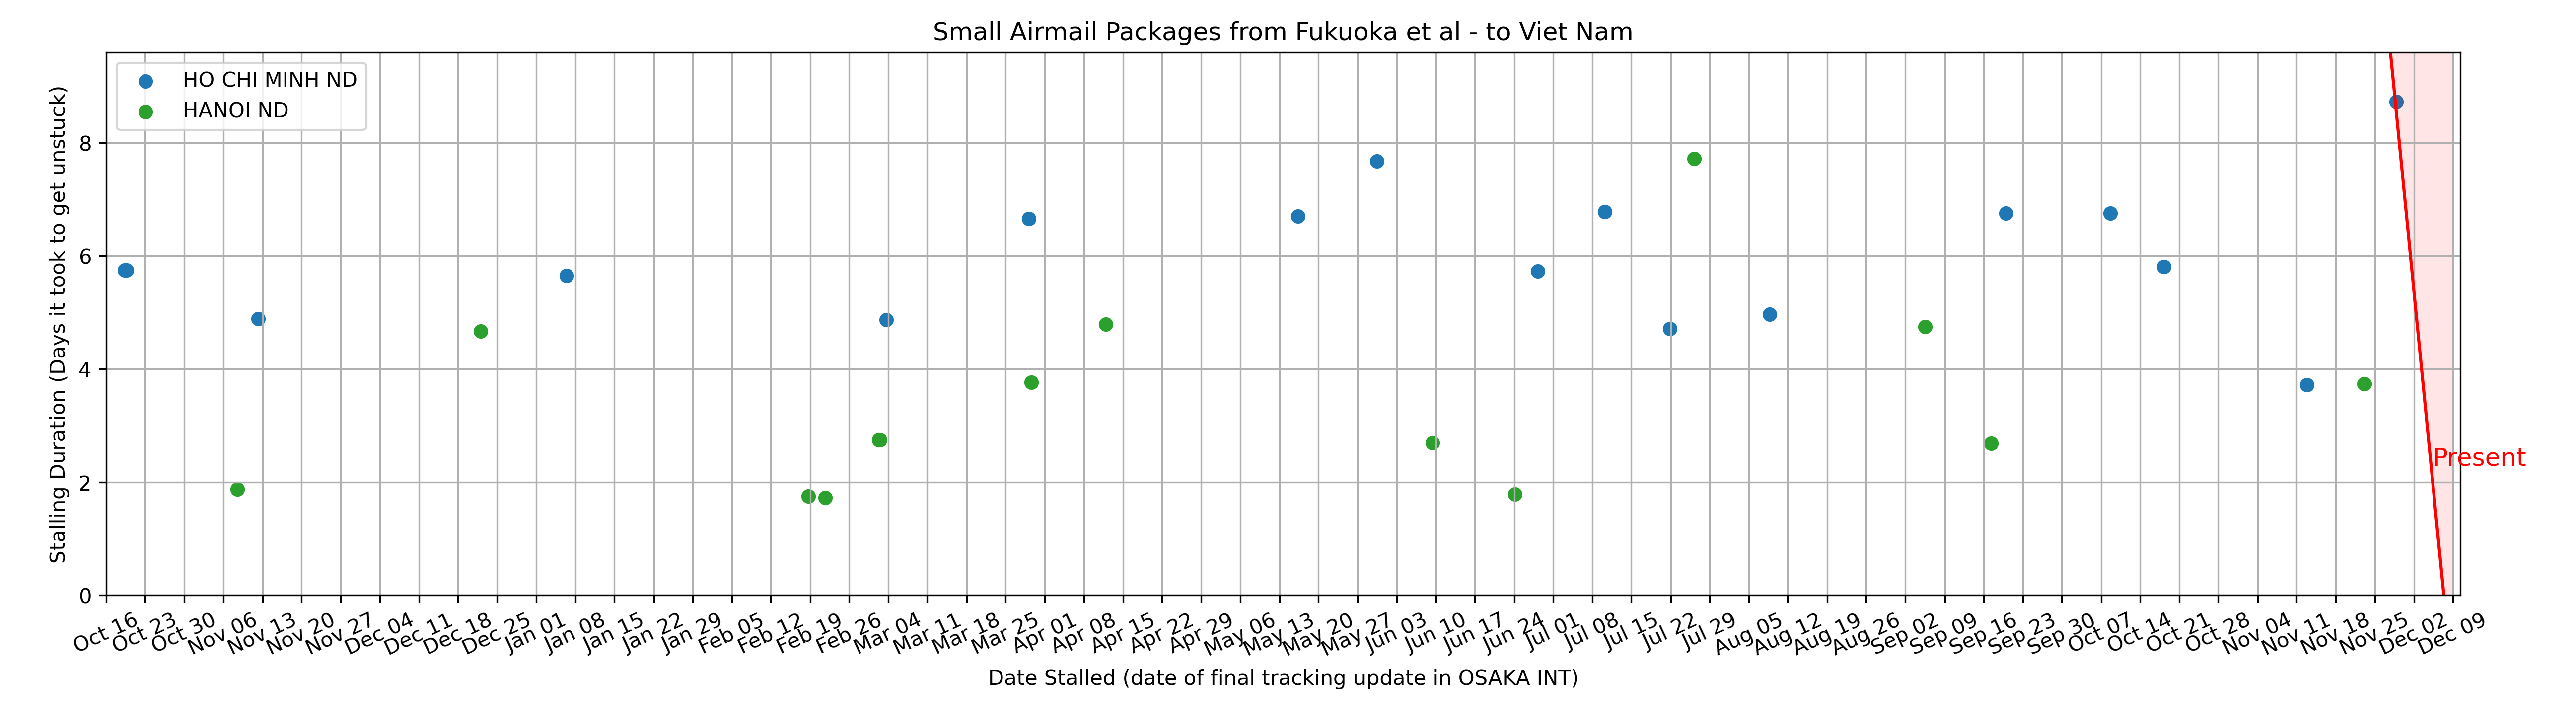 Small Airmail Packages from Fukuoka et al - to Viet Nam
HO CHI MINH ND
HANOI ND
Stalling Duration (Days it took to get unstuck)
8
6
4
2
0
Present
Oct 16
Oct 23
Oct 30
Nov 06
Nov 13
Nov 20
Nov 27
Dec 04
Dec 11
Dec 18
Dec 25
Jan 01
Jan 08
Jan 15
Jan 22
Jan 29
Feb 05
Feb 12
Feb 19
Feb 26
Mar 04
Mar 11
Mar 18
Mar 25
Apr 01
Apr 08
Apr 15
Apr 22
Apr 29
May 06
May 13
May 20
May 27
Jun 03
Jun 10
Jun 17
Jun 24
Jul 01
Jul 08
Jul 15
Jul 22
Jul 29
Aug 05
Aug 12
Aug 19
Aug 26
Sep 02
Sep 09
Sep 16
Sep 23
Sep 30
Oct 07
Oct 14
Oct 21
Oct 28
Nov 04
Nov 11
Nov 18
Nov 25
Dec 02
Dec 09
Date Stalled (date of final tracking update in OSAKA INT)